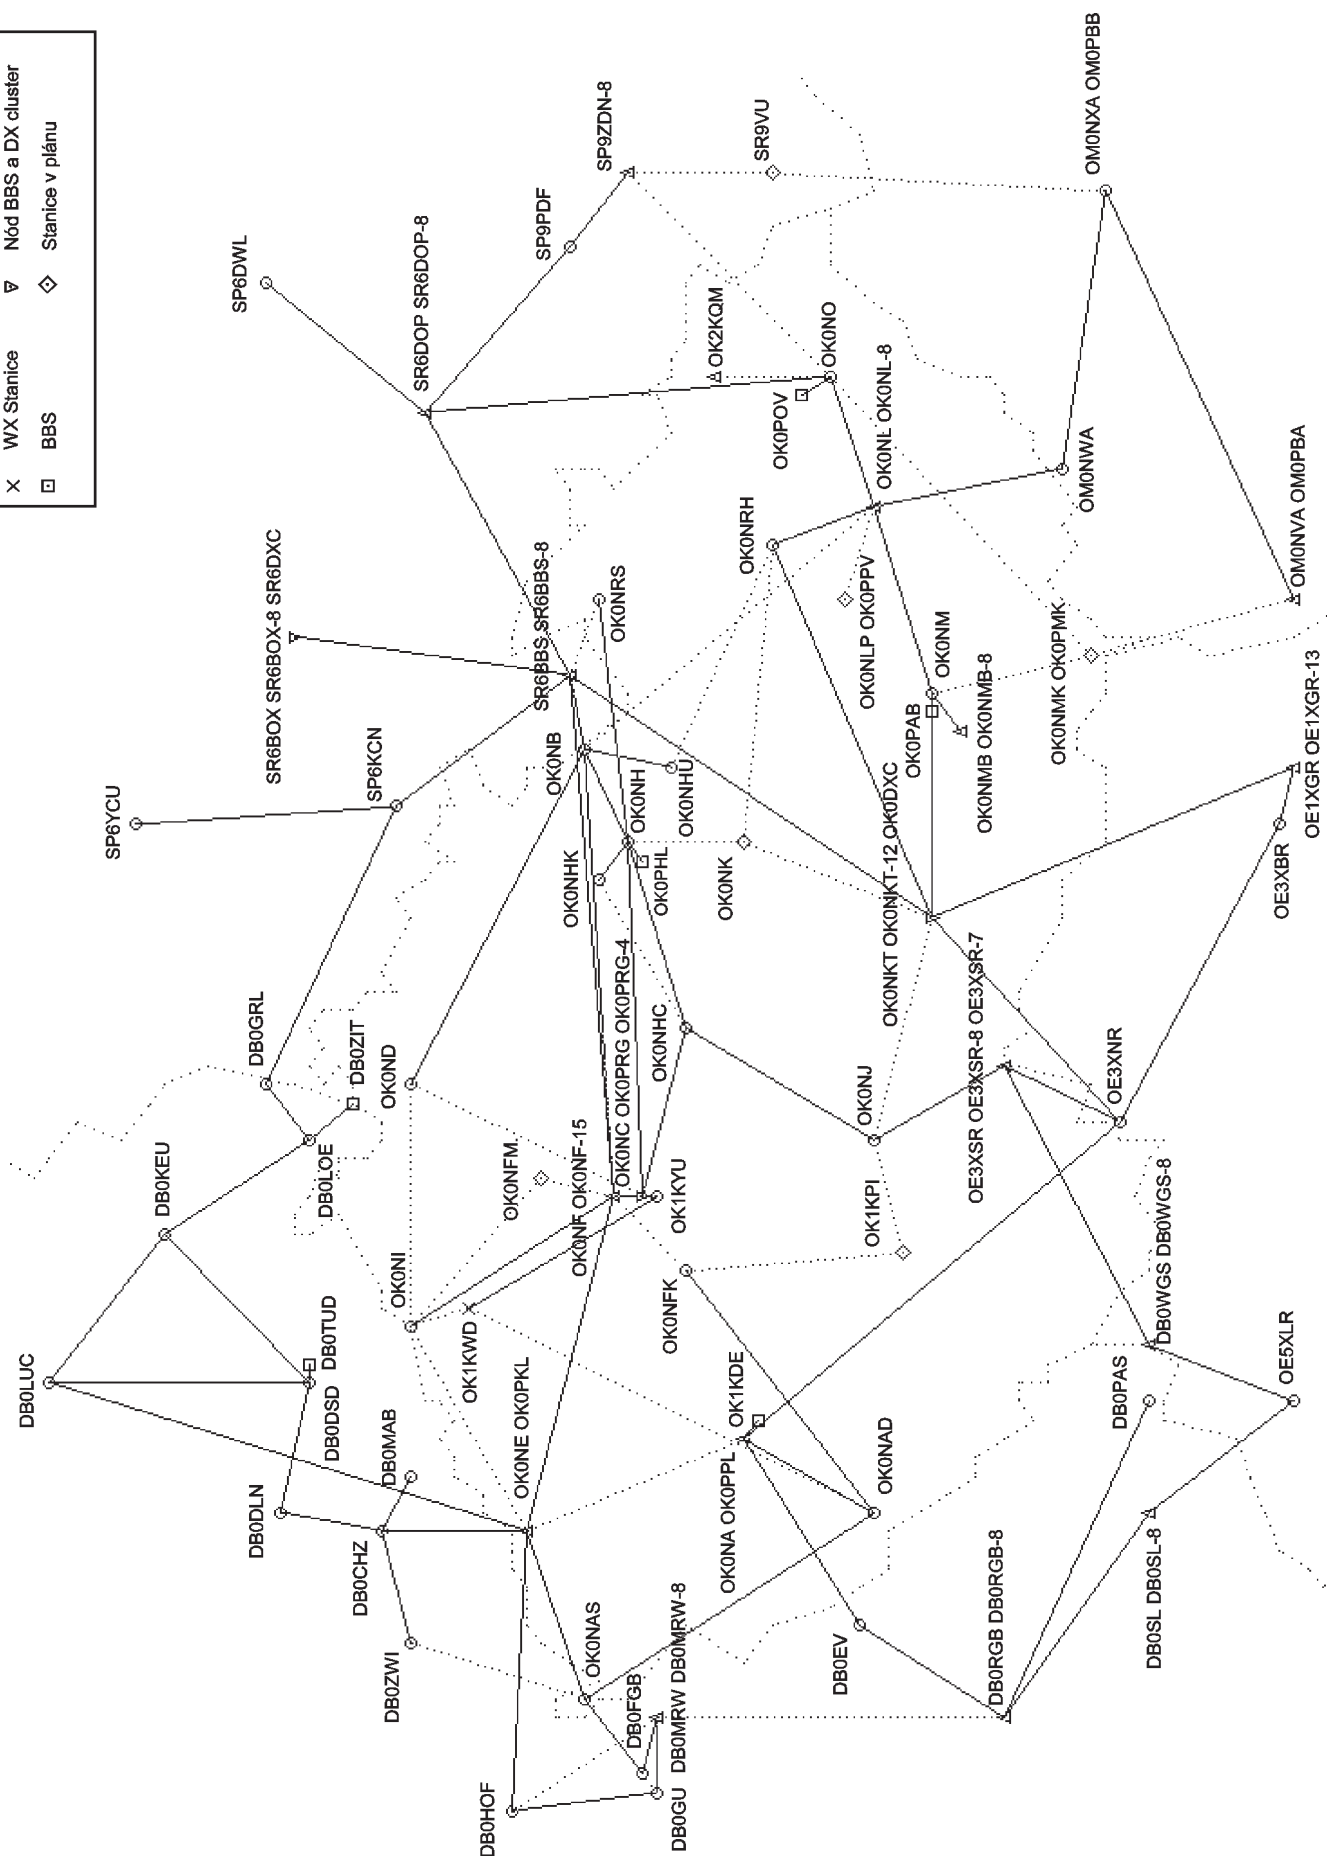 WX Stanice
Nód BBS a DX cluster
BBS
Stanice v plánu
SP6DWL
SR6DOP SR6DOP-8
SP9PDF
SP9ZDN-8
SR9VU
OM0NXA OM0PBB
OK2KQM
OK0NO
OK0POV
OK0NL OK0NL-8
OM0NWA
OM0NVA OM0PBA
OK0NRH
OK0NLP OK0PPV
OK0NM
OK0PAB
OK0NMB OK0NMB-8
OK0NMK OK0PMK
OE1XGR OE1XGR-13
OE3XBR
SR6BOX SR6BOX-8 SR6DXC
SR6BBS SR6BBS-8
OK0NRS
SP6YCU
SP6KCN
OK0NB
OK0NH
OK0NHU
OK0NHK
OK0PHL
OK0NK
OK0NKT OK0NKT-12 OK0DXC
OK0NC OK0PRG OK0PRG-4
OK0NHC
OK0NJ
OE3XSR OE3XSR-8 OE3XSR-7
OE3XNR
DB0GRL
DB0ZIT
OK0ND
DB0LOE
DB0KEU
OK0NFM
OK0NF OK0NF-15
OK1KYU
OK1KPI
OK0NI
OK1KWD
OK0NFK
DB0WGS DB0WGS-8
DB0LUC
DB0TUD
DB0DSD
DB0MAB
OK0NE OK0PKL
OK1KDE
OK0NA OK0PPL
OK0NAD
DB0PAS
OE5XLR
DB0DLN
DB0CHZ
DB0ZWI
OK0NAS
DB0FGB
DB0MRW DB0MRW-8
DB0EV
DB0RGB DB0RGB-8
DB0SL DB0SL-8
DB0HOF
DB0GU